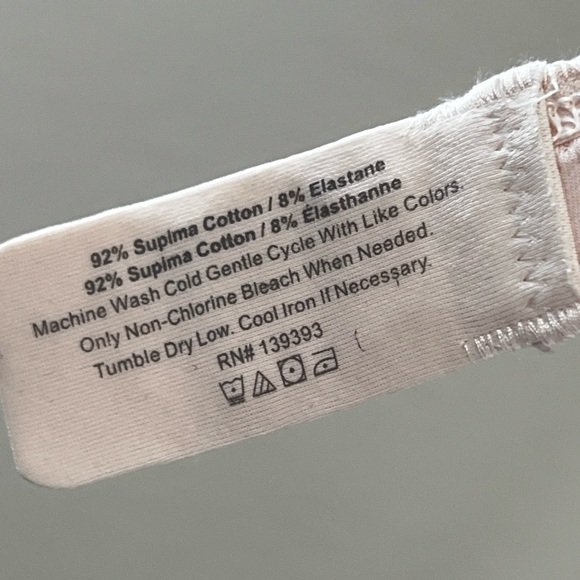 92% Supima Cotton / 8% Elastane
92% Supima Cotton / 8% Élasthanne
Machine Wash Cold Gentle Cycle With Like Colors.
Only Non-Chlorine Bleach When Needed.
Tumble Dry Low. Cool Iron If Necessary.
RN# 139393